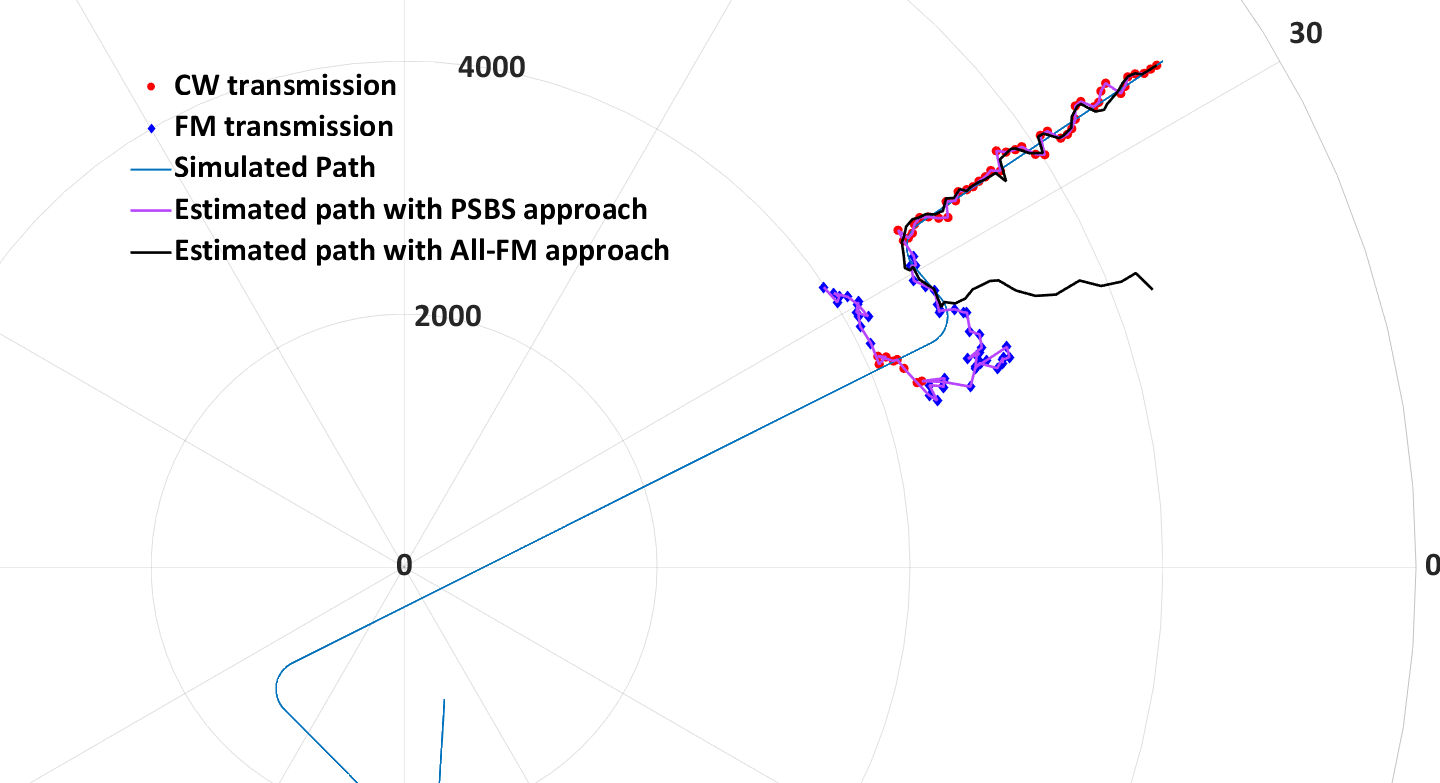 30
4000
CW transmission
FM transmission
Simulated Path
Estimated path with PSBS approach
Estimated path with All-FM approach
2000
0
0